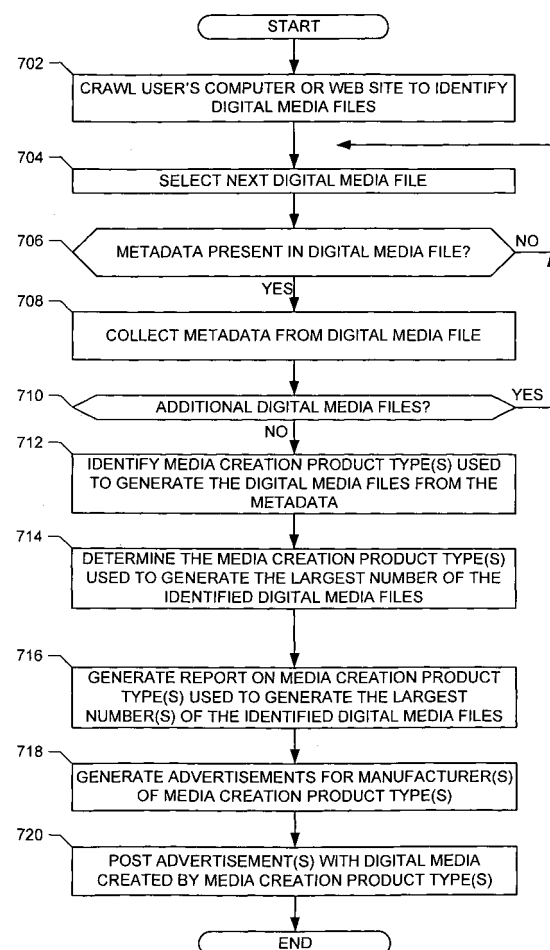 START
702
CRAWL USER'S COMPUTER OR WEB SITE TO IDENTIFY
DIGITAL MEDIA FILES
704
SELECT NEXT DIGITAL MEDIA FILE
706
METADATA PRESENT IN DIGITAL MEDIA FILE?
NO
YES
708
COLLECT METADATA FROM DIGITAL MEDIA FILE
710
ADDITIONAL DIGITAL MEDIA FILES?
YES
NO
712
IDENTIFY MEDIA CREATION PRODUCT TYPE(S) USED
TO GENERATE THE DIGITAL MEDIA FILES FROM THE
METADATA
714
DETERMINE THE MEDIA CREATION PRODUCT TYPE(S)
USED TO GENERATE THE LARGEST NUMBER OF THE
IDENTIFIED DIGITAL MEDIA FILES
716
GENERATE REPORT ON MEDIA CREATION PRODUCT
TYPE(S) USED TO GENERATE THE LARGEST
NUMBER(S) OF THE IDENTIFIED DIGITAL MEDIA FILES
718
GENERATE ADVERTISEMENTS FOR MANUFACTURER(S)
OF MEDIA CREATION PRODUCT TYPE(S)
720
POST ADVERTISEMENT(S) WITH DIGITAL MEDIA
CREATED BY MEDIA CREATION PRODUCT TYPE(S)
END